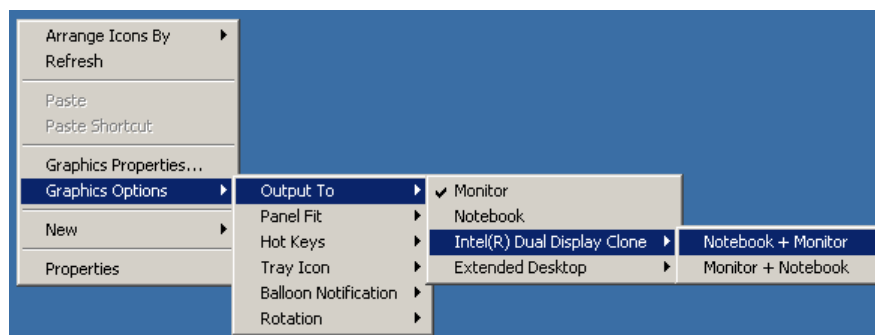 Arrange Icons By
Refresh
Paste
Paste Shortcut
Graphics Properties...
Graphics Options
New
Properties
Output To
Panel Fit
Hot Keys
Tray Icon
Balloon Notification
Rotation
Monitor
Notebook
Intel(R) Dual Display Clone
Extended Desktop
Notebook + Monitor
Monitor + Notebook